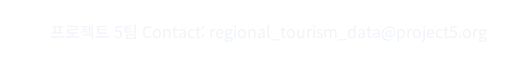 프로젝트 5팀 Contact: regional_tourism_data@project5.org